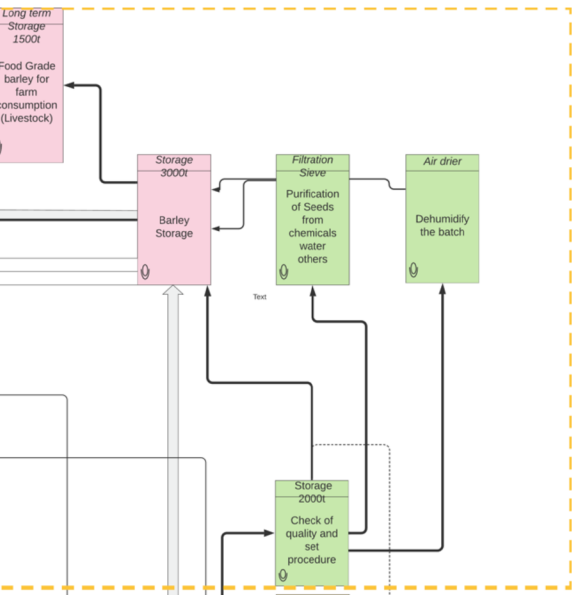 Long term
Storage
1500t
Food Grade
barley for
farm
consumption
(Livestock)
Storage
3000t
Barley
Storage
Filtration
Sieve
Purification
of Seeds
from
chemicals
water
others
Air drier
Dehumidify
the batch
Text
Storage
2000t
Check of
quality and
set
procedure